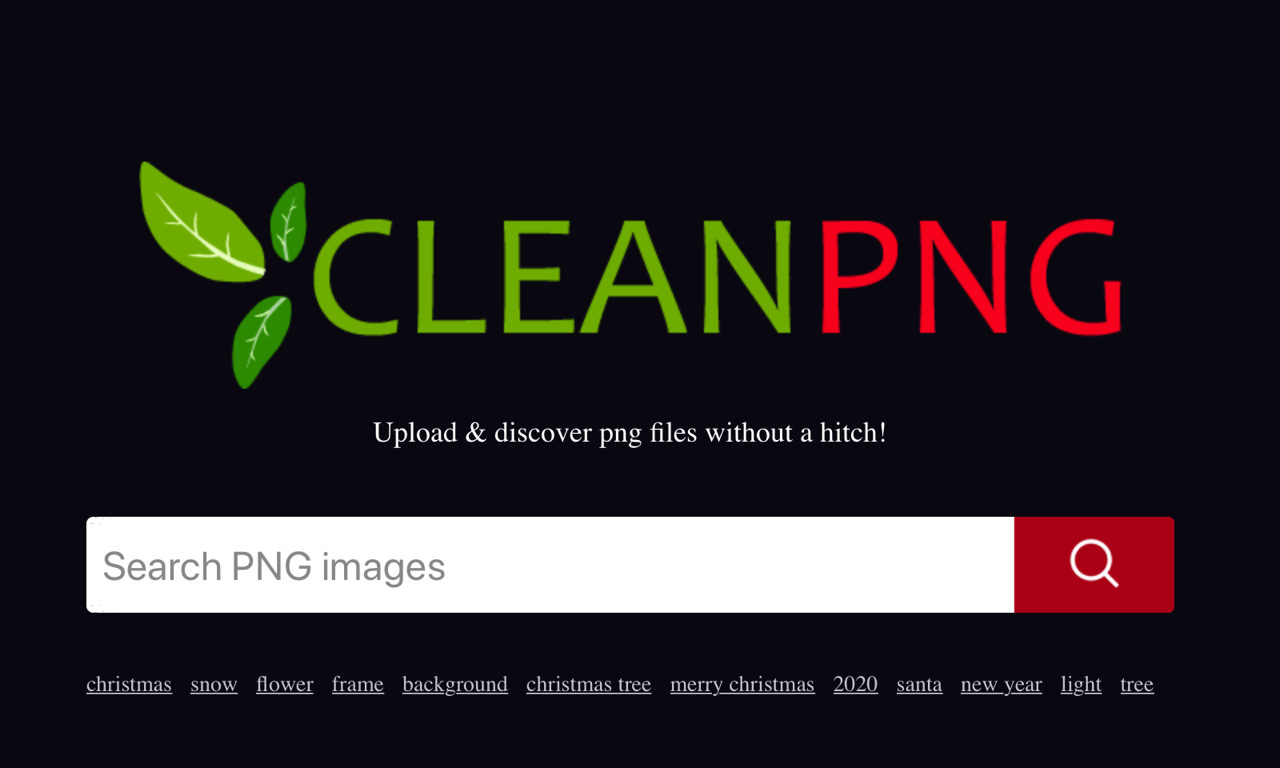 CLEANPNG
Upload & discover png files without a hitch!
Search PNG images
christmas snow flower frame background christmas tree merry christmas 2020 santa new year light tree